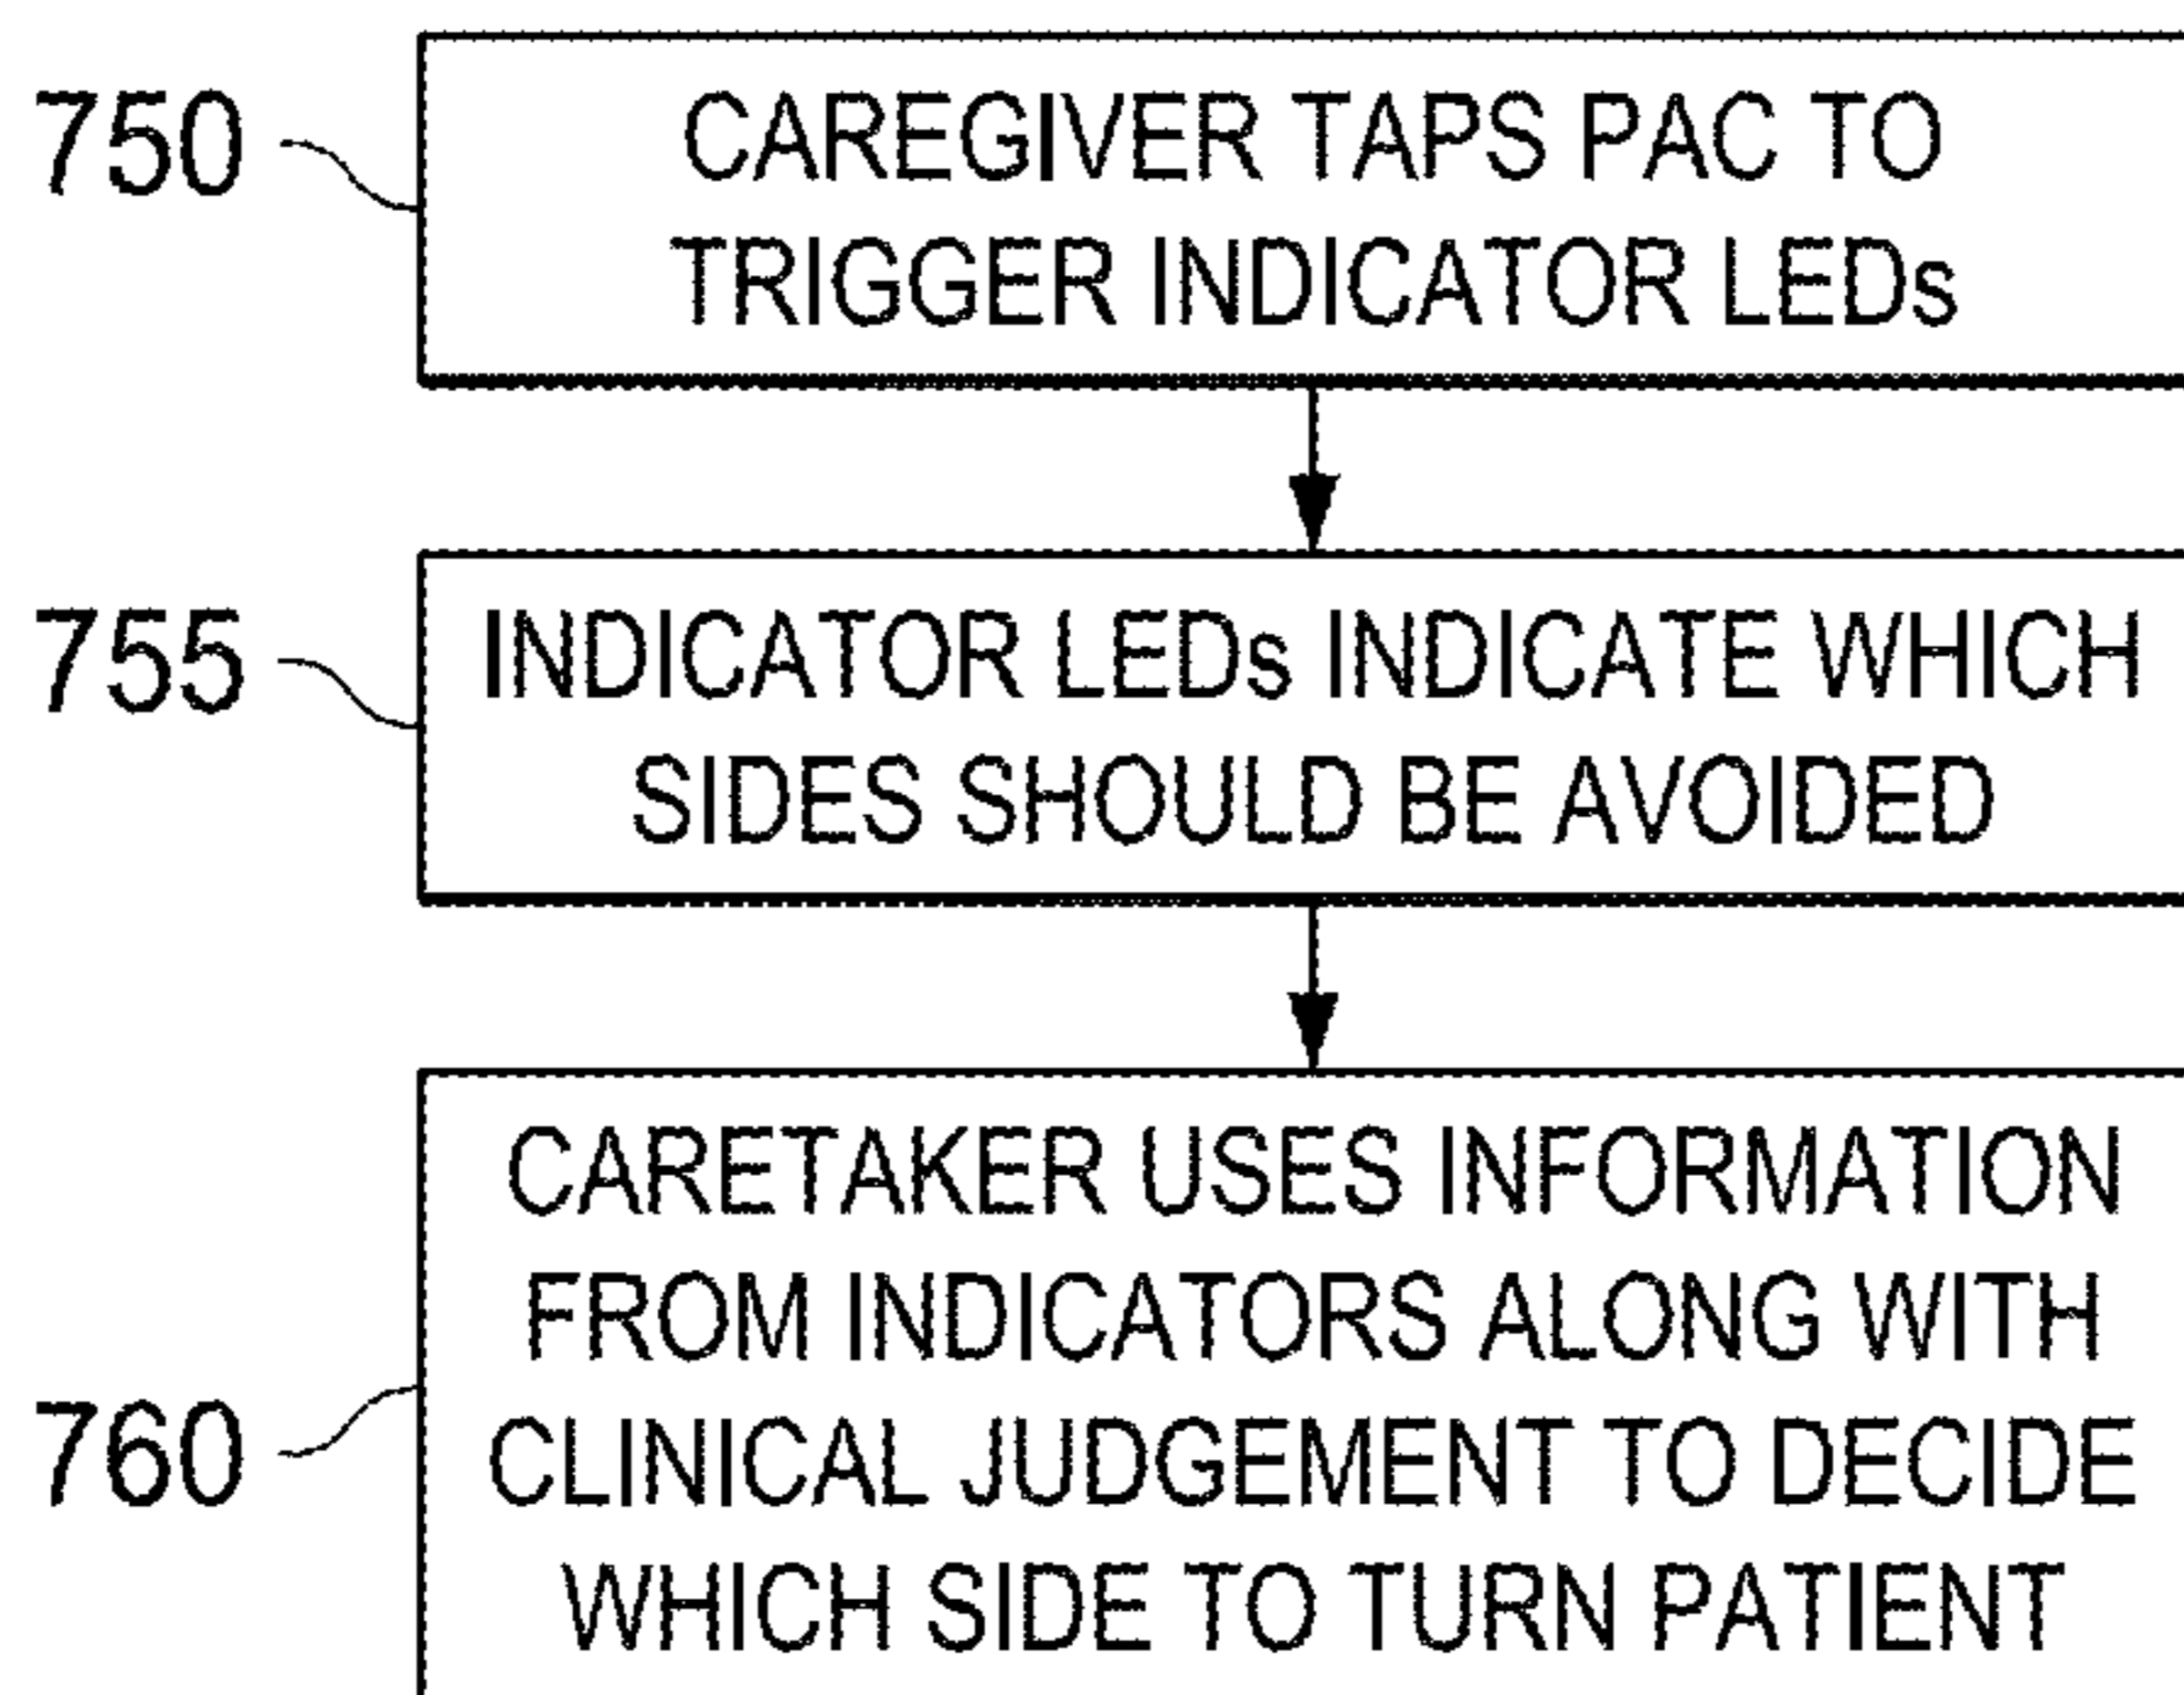 750
CAREGIVER TAPS PAC TO
TRIGGER INDICATOR LEDs
755
INDICATOR LEDs INDICATE WHICH
SIDES SHOULD BE AVOIDED
760
CARETAKER USES INFORMATION
FROM INDICATORS ALONG WITH
CLINICAL JUDGEMENT TO DECIDE
WHICH SIDE TO TURN PATIENT